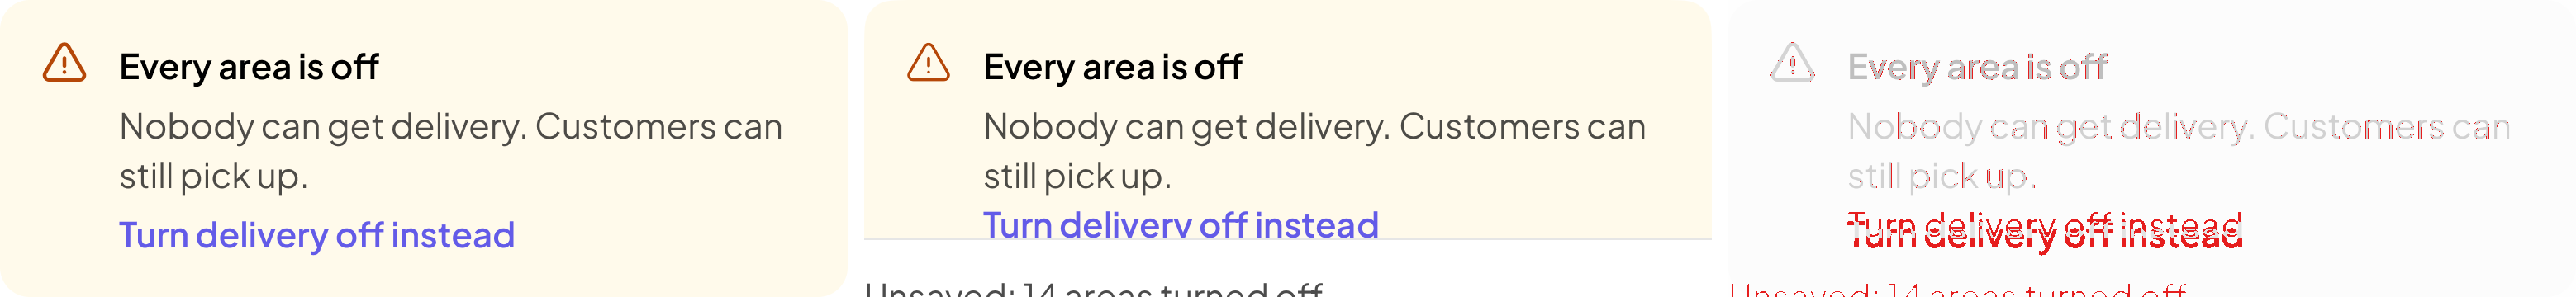 Every area is off
Nobody can get delivery. Customers can
still pick up.
Turn delivery off instead
Every area is off
Nobody can get delivery. Customers can
still pick up.
Turn delivery off instead
Unsaved: 14 areas turned off
Every area is off
Nobody can get delivery. Customers can
still pick up.
Turn delivery off instead
Unsaved: 14 areas turned off